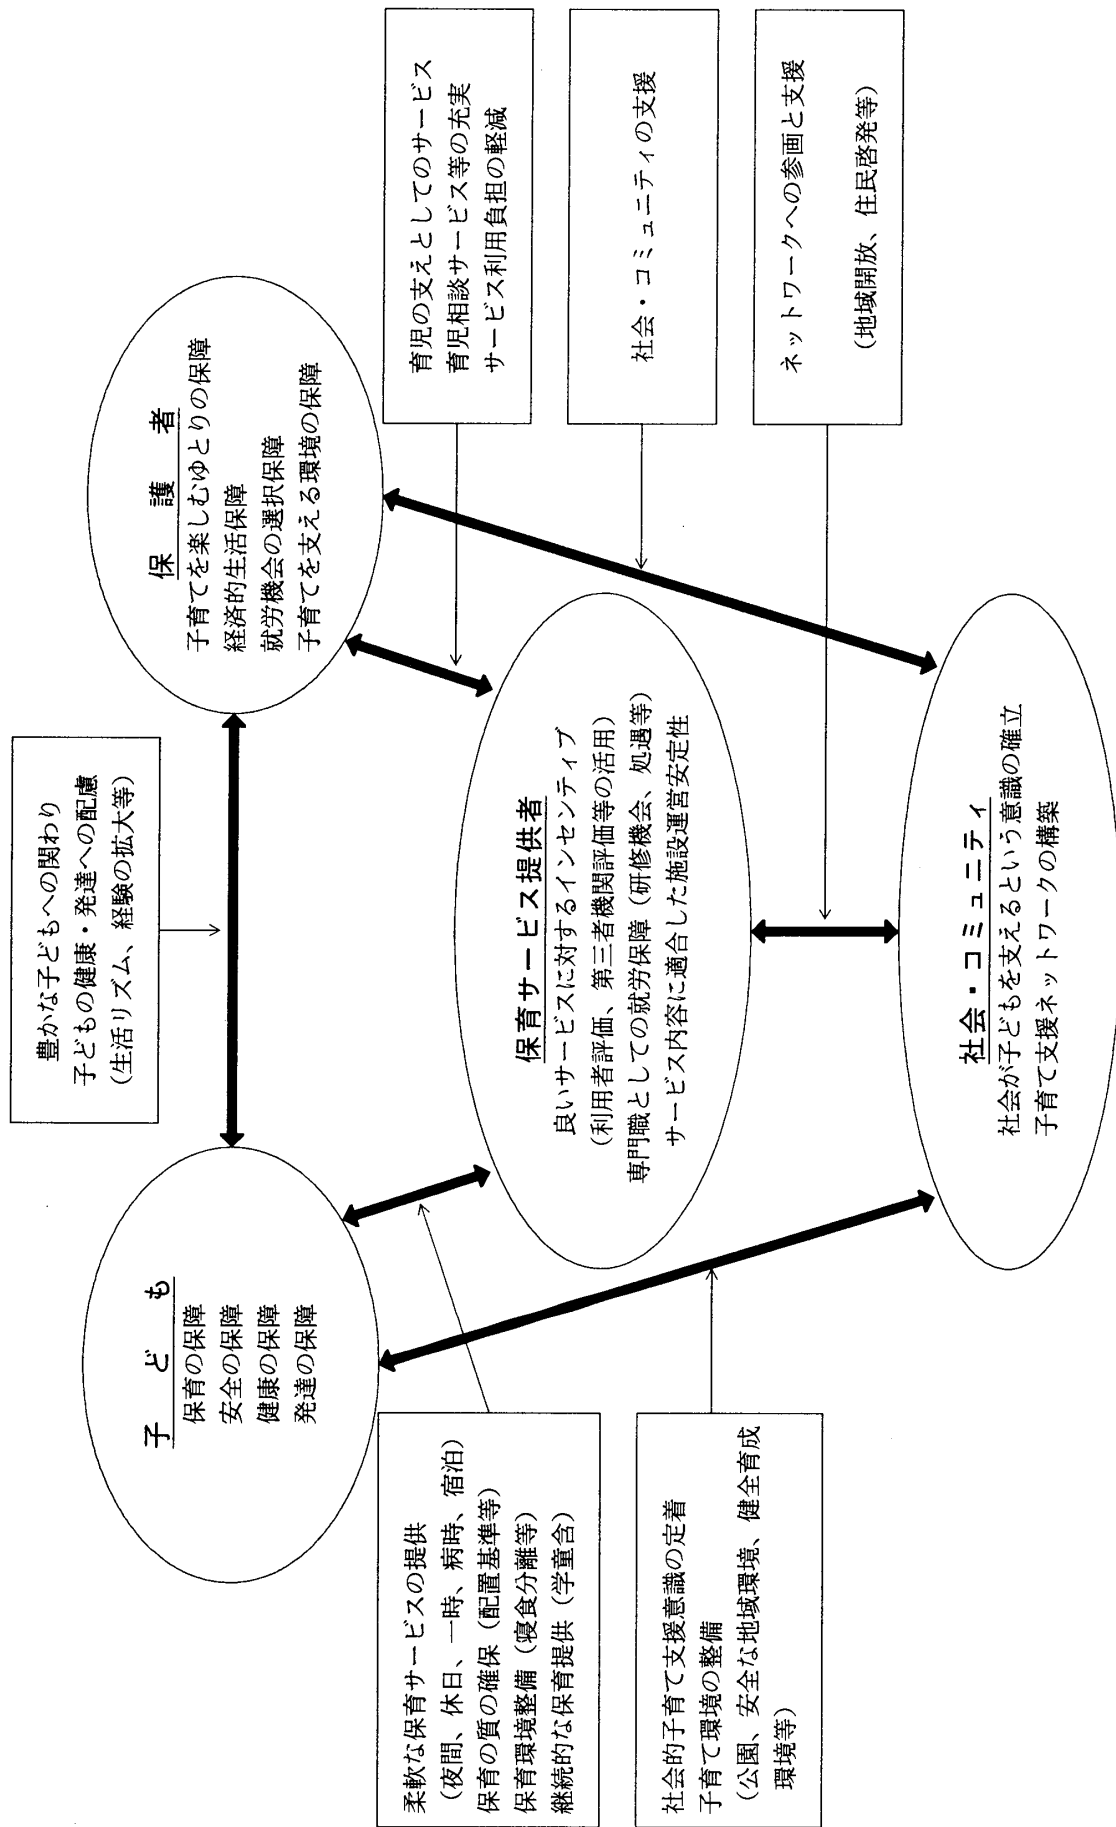 豊かな子どもへの関わり
子どもの健康・発達への配慮
（生活リズム、経験の拡大等）
子ども
保育の保障
安全の保障
健康の保障
発達の保障
保護者
子育てを楽しむゆとりの保障
経済的生活保障
就労機会の選択保障
子育てを支える環境の保障
柔軟な保育サービスの提供
（夜間、休日、一時、病時、宿泊）
保育の質の確保（配置基準等）
保育環境整備（寝食分離等）
継続的な保育提供（学童含）
保育サービス提供者
良いサービスに対するインセンティブ
（利用者評価、第三者機関評価等の活用）
専門職としての就労保障（研修機会、処遇等）
サービス内容に適合した施設運営安定性
育児の支えとしてのサービス
育児相談サービス等の充実
サービス利用負担の軽減
社会・コミュニティの支援
社会的子育て支援意識の定着
子育て環境の整備
（公園、安全な地域環境、健全育成
環境等）
ネットワークへの参画と支援
（地域開放、住民啓発等）
社会・コミュニティ
社会が子どもを支えるという意識の確立
子育て支援ネットワークの構築